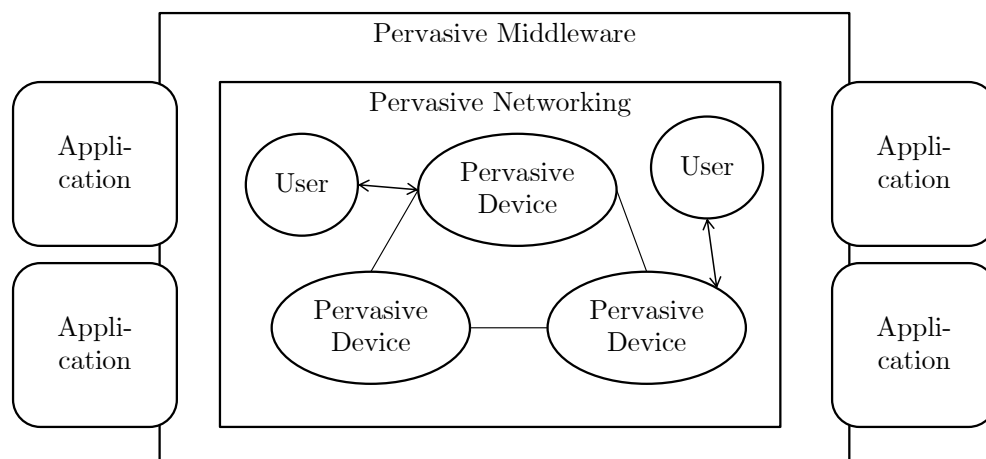 Pervasive Middleware
Pervasive Networking
Appli-
cation
Appli-
cation
User
Pervasive
Device
User
Pervasive
Device
Pervasive
Device
Appli-
cation
Appli-
cation